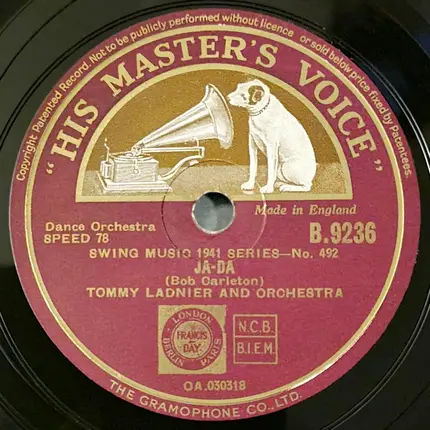 Copyright Patented Record. Not to be publicly performed without licence or sold below price fixed by Patentees.
"HIS MASTER'S VOICE"
Made in England
Dance Orchestra
SPEED 78
B.9236
SWING MUSIC 1941 SERIES—No. 492
JA-DA
(Bob Carleton)
TOMMY LADNIER AND ORCHESTRA
LONDON
FRANCIS
DAY
BERLIN PARIS
N.C.B.
B.I.E.M.
OA.030318
THE GRAMOPHONE CO., LTD.